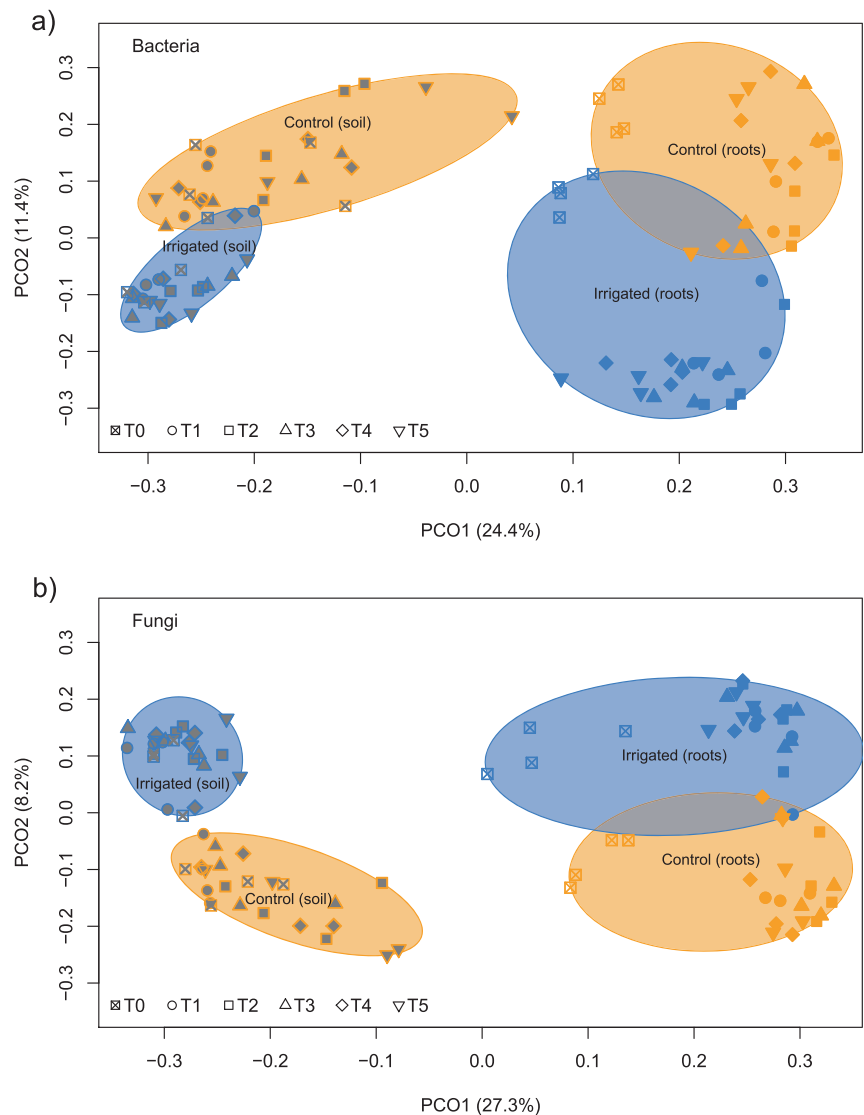 a)
Bacteria
Control (soil)
Irrigated (soil)
Control (roots)
Irrigated (roots)
PCO2 (11.4%)
0.3
0.2
0.1
0.0
−0.1
−0.2
−0.3
T0 T1 T2 T3 T4 T5
−0.3 −0.2 −0.1 0.0 0.1 0.2 0.3
PCO1 (24.4%)
b)
Fungi
Irrigated (soil)
Control (soil)
Irrigated (roots)
Control (roots)
PCO2 (8.2%)
0.3
0.2
0.1
0.0
−0.1
−0.2
−0.3
T0 T1 T2 T3 T4 T5
−0.3 −0.2 −0.1 0.0 0.1 0.2 0.3
PCO1 (27.3%)